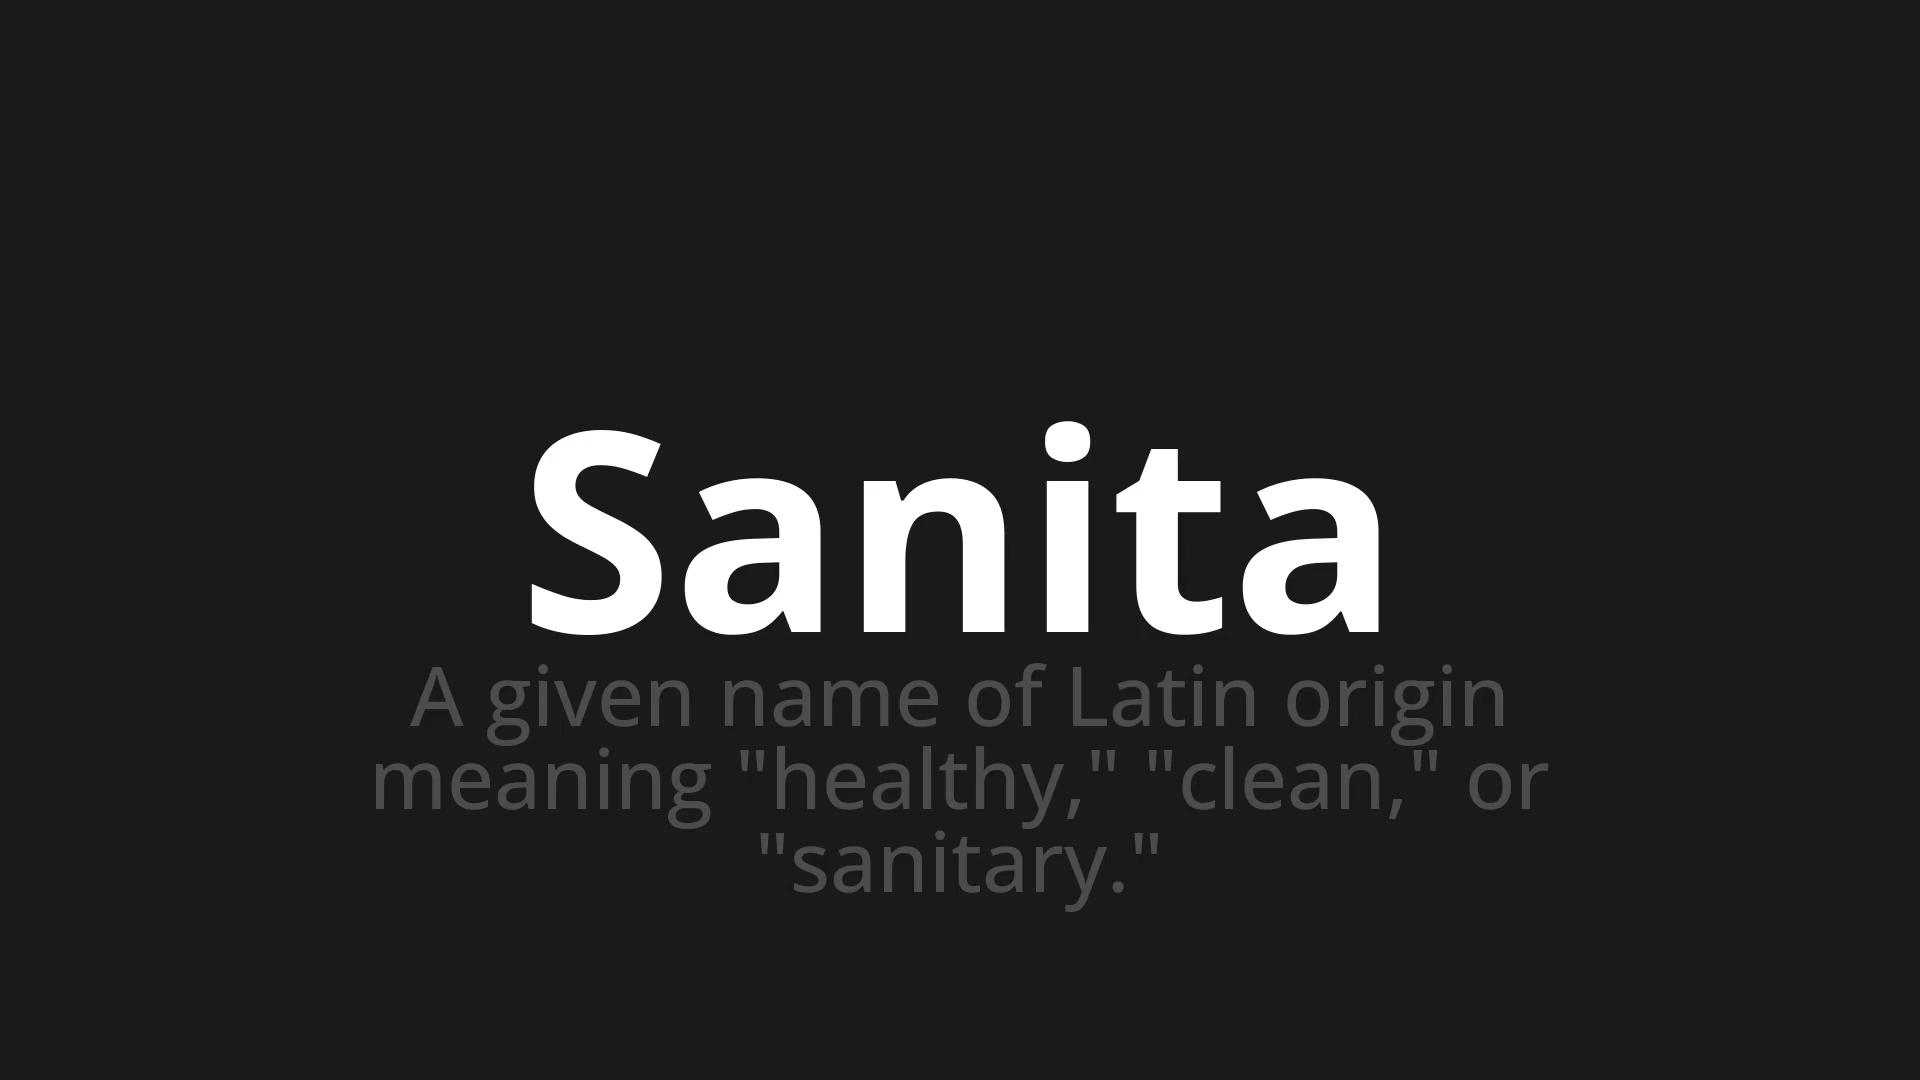 Sanita
A given name of Latin origin
meaning "healthy," "clean," or
"sanitary."